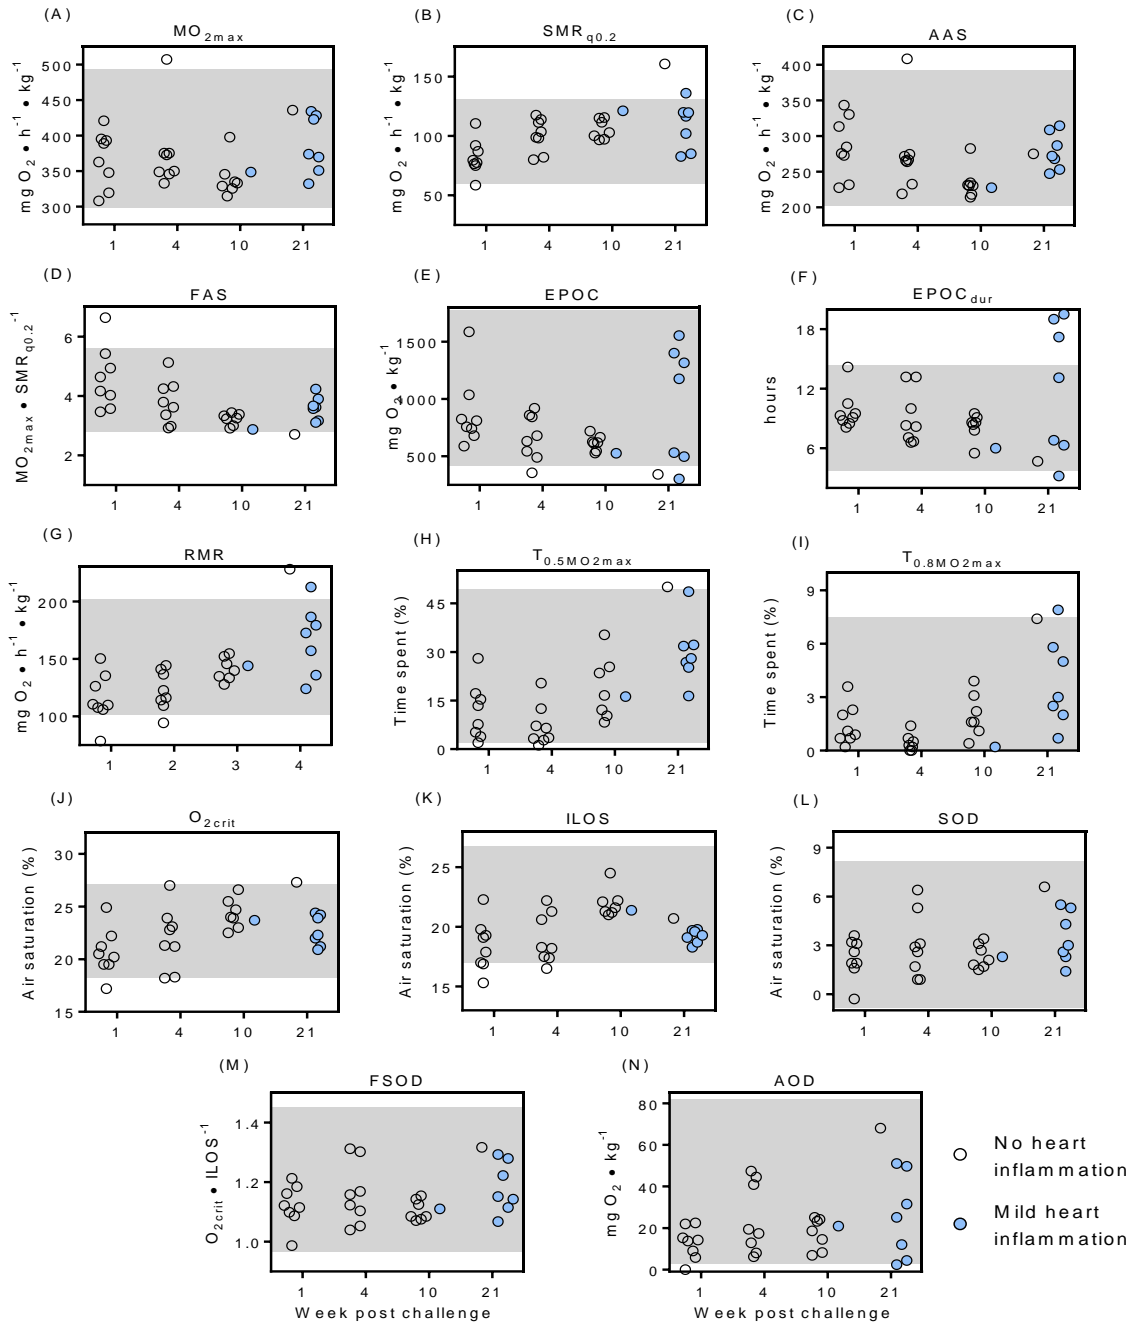 (A)
MO2max
mg O2 • h-1 • kg-1
500
450
400
350
300
1 4 10 21
(B)
SMRq0.2
mg O2 • h-1 • kg-1
150
100
50
1 4 10 21
(C)
AAS
mg O2 • h-1 • kg-1
400
350
300
250
200
1 4 10 21
(D)
FAS
MO2max • SMRq0.2-1
6
4
2
1 4 10 21
(E)
EPOC
mg O2 • kg-1
1500
1000
500
1 4 10 21
(F)
EPOCdur
hours
18
12
6
1 4 10 21
(G)
RMR
mg O2 • h-1 • kg-1
200
150
100
1 2 3 4
(H)
T0.5MO2max
Time spent (%)
45
30
15
0
1 4 10 21
(I)
T0.8MO2max
Time spent (%)
9
6
3
0
1 4 10 21
(J)
O2crit
Air saturation (%)
30
25
20
15
1 4 10 21
(K)
ILOS
Air saturation (%)
25
20
15
1 4 10 21
(L)
SOD
Air saturation (%)
9
6
3
0
1 4 10 21
(M)
FSOD
O2crit • ILOS-1
1.4
1.2
1.0
1 4 10 21
Week post challenge
(N)
AOD
mg O2 • kg-1
80
60
40
20
0
1 4 10 21
Week post challenge
No heart
inflammation
Mild heart
inflammation